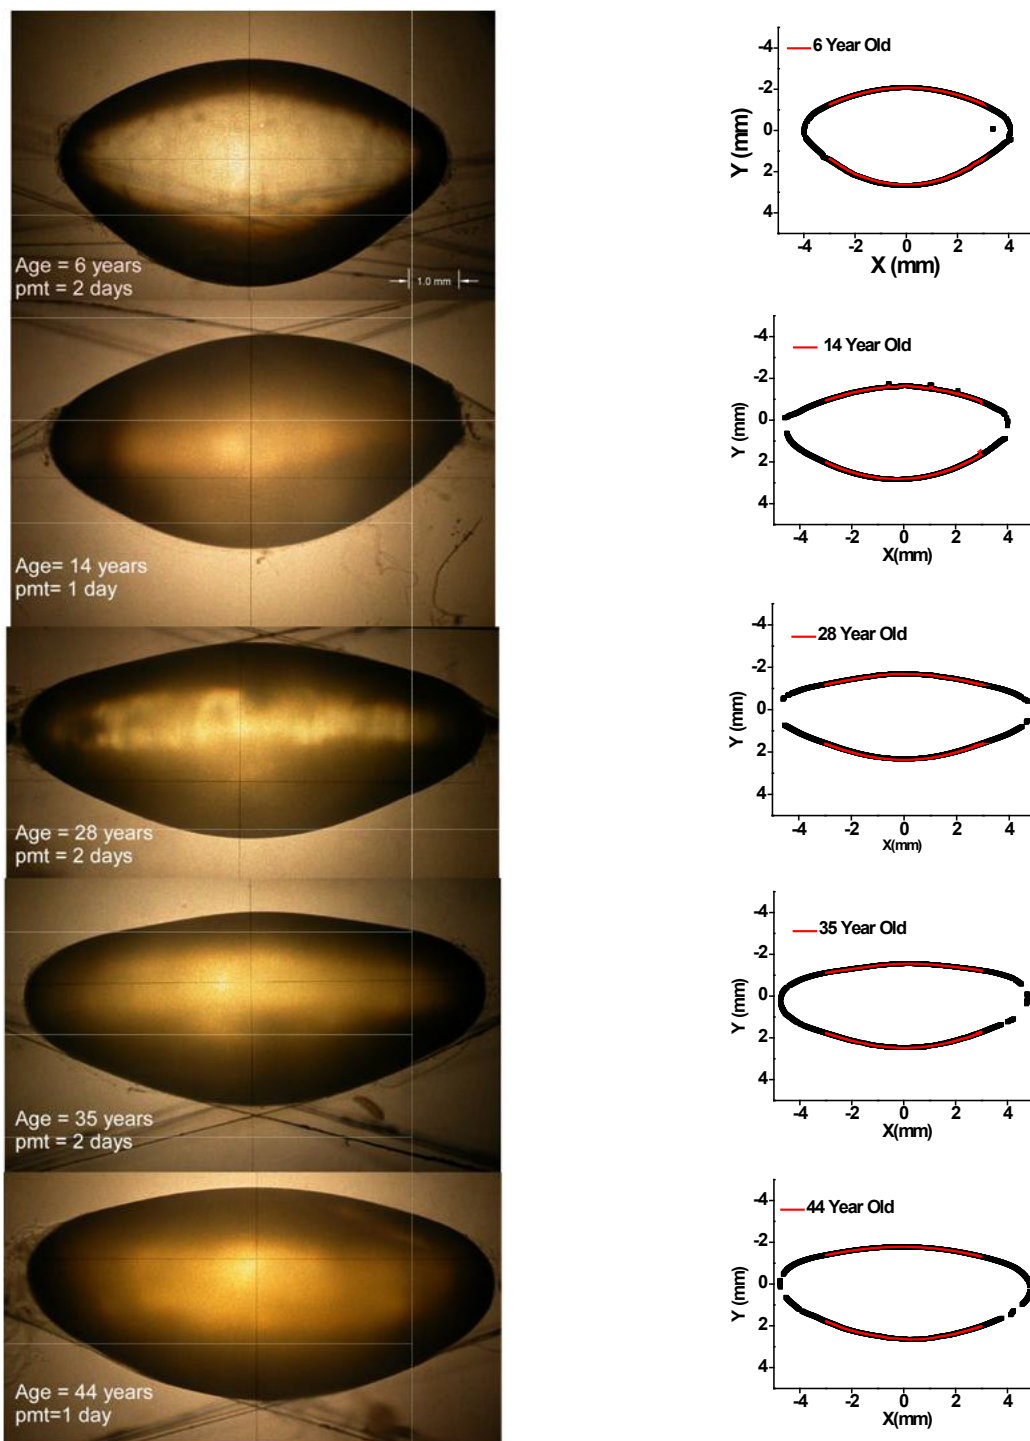 Age = 6 years
pmt = 2 days
1.0 mm
6 Year Old
-4
-2
0
2
4
Y (mm)
-4 -2 0 2 4
X (mm)
Age= 14 years
pmt= 1 day
14 Year Old
-4
-2
0
2
4
Y (mm)
-4 -2 0 2 4
X(mm)
Age = 28 years
pmt = 2 days
28 Year Old
-4
-2
0
2
4
Y (mm)
-4 -2 0 2 4
X(mm)
Age = 35 years
pmt = 2 days
35 Year Old
-4
-2
0
2
4
Y (mm)
-4 -2 0 2 4
X(mm)
Age = 44 years
pmt=1 day
44 Year Old
-4
-2
0
2
4
Y (mm)
-4 -2 0 2 4
X(mm)